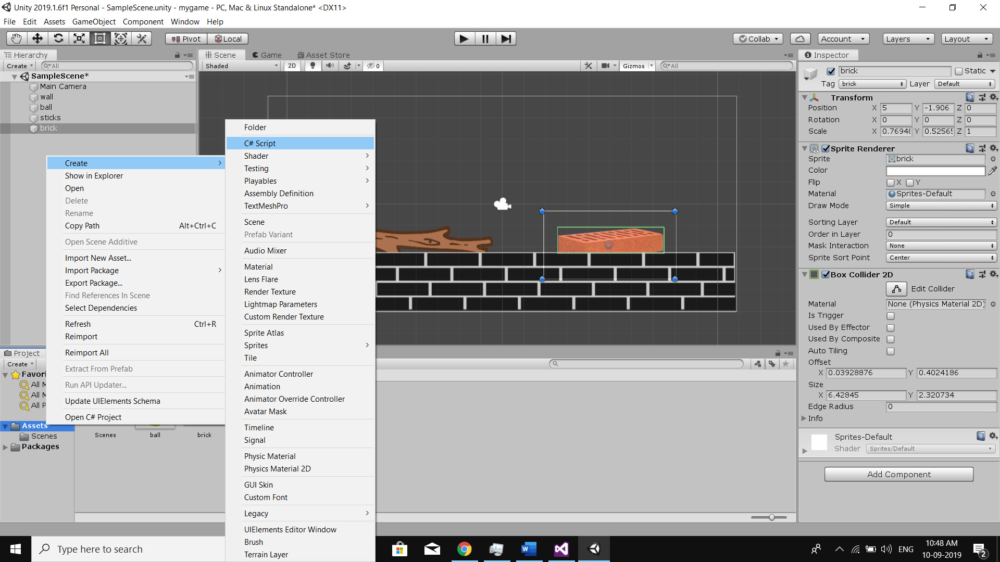 Unity 2019.1.6f1 Personal - SampleScene.unity - mygame - PC, Mac & Linux Standalone* <DX11>
File Edit Assets GameObject Component Window Help
Pivot Local Collab Account Layers Layout
Hierarchy Scene Game Asset Store Inspector
Create All Shaded 2D 0 Gizmos All
SampleScene*
Main Camera
wall
ball
sticks
brick
Create
Show in Explorer
Open
Delete
Rename
Copy Path Alt+Ctrl+C
Open Scene Additive
Import New Asset...
Import Package
Export Package...
Find References In Scene
Select Dependencies
Refresh Ctrl+R
Reimport
Reimport All
Extract From Prefab
Run API Updater...
Update UIElements Schema
Open C# Project
Folder
C# Script
Shader
Testing
Playables
Assembly Definition
TextMeshPro
Scene
Prefab Variant
Audio Mixer
Material
Lens Flare
Render Texture
Lightmap Parameters
Custom Render Texture
Sprite Atlas
Sprites
Tile
Animator Controller
Animation
Animator Override Controller
Avatar Mask
Timeline
Signal
Physic Material
Physics Material 2D
GUI Skin
Custom Font
Legacy
UIElements Editor Window
Brush
Terrain Layer
Project
Create
Favori
All M
All M
All P
Assets
Scenes
Packages
Scenes ball brick
brick Static
Tag brick Layer Default
Transform
Position X 5 Y -1.906 Z 0
Rotation X 0 Y 0 Z 0
Scale X 0.7694 Y 0.5256 Z 1
Sprite Renderer
Sprite brick
Color
Flip X Y
Material Sprites-Default
Draw Mode Simple
Sorting Layer Default
Order in Layer 0
Mask Interaction None
Sprite Sort Point Center
Box Collider 2D
Edit Collider
Material None (Physics Material 2D)
Is Trigger
Used By Effector
Used By Composite
Auto Tiling
Offset
X 0.03928876 Y 0.4024186
Size
X 6.42845 Y 2.320734
Edge Radius 0
Info
Sprites-Default
Shader Sprites/Default
Add Component
Type here to search
ENG
10:48 AM
10-09-2019
2